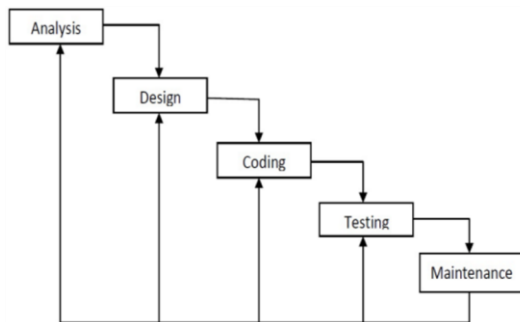 Analysis
Design
Coding
Testing
Maintenance